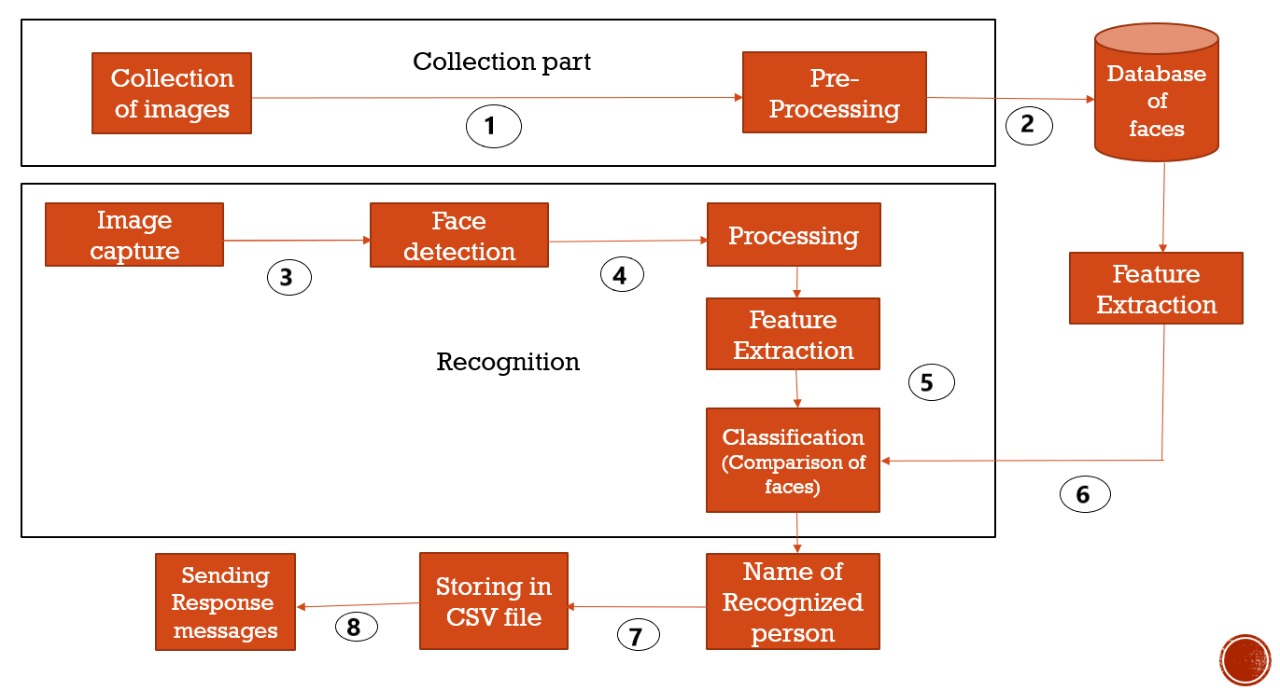 Collection part
Collection
of images
1
Pre-
Processing
2
Database
of
faces
Image
capture
3
Face
detection
4
Processing
Feature
Extraction
Feature
Extraction
Recognition
5
Classification
(Comparison of
faces)
6
Sending
Response
messages
8
Storing in
CSV file
7
Name of
Recognized
person